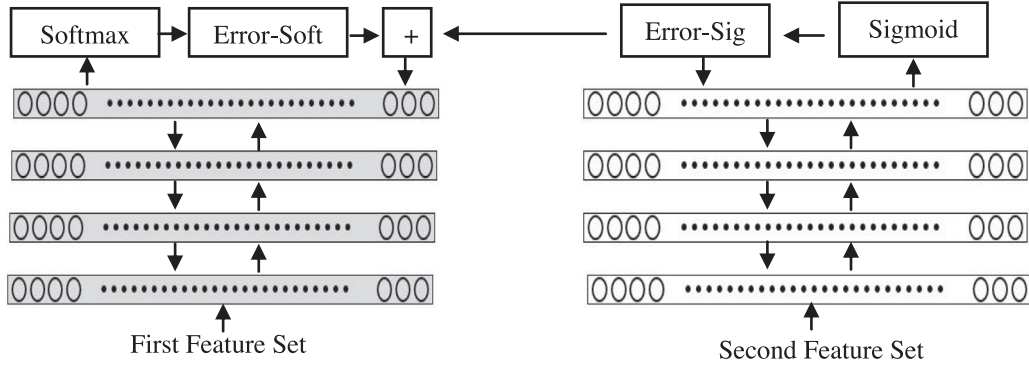 Softmax
Error-Soft
+
Error-Sig
Sigmoid
First Feature Set
Second Feature Set